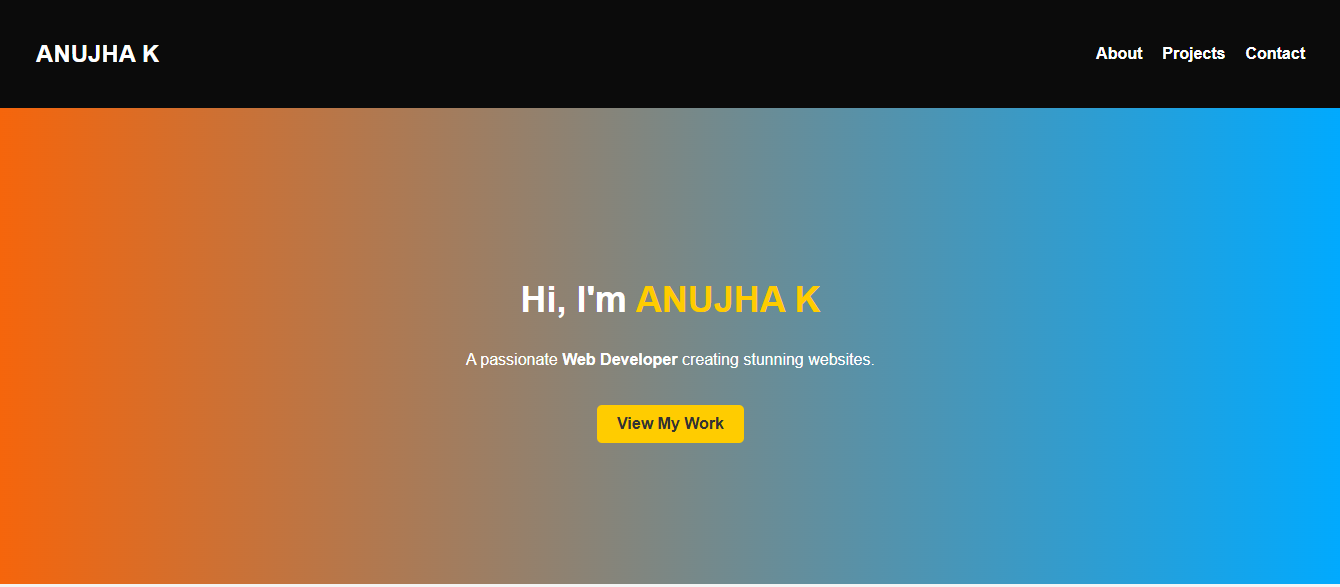 ANUJHA K
About Projects Contact
Hi, I'm ANUJHA K
A passionate Web Developer creating stunning websites.
View My Work